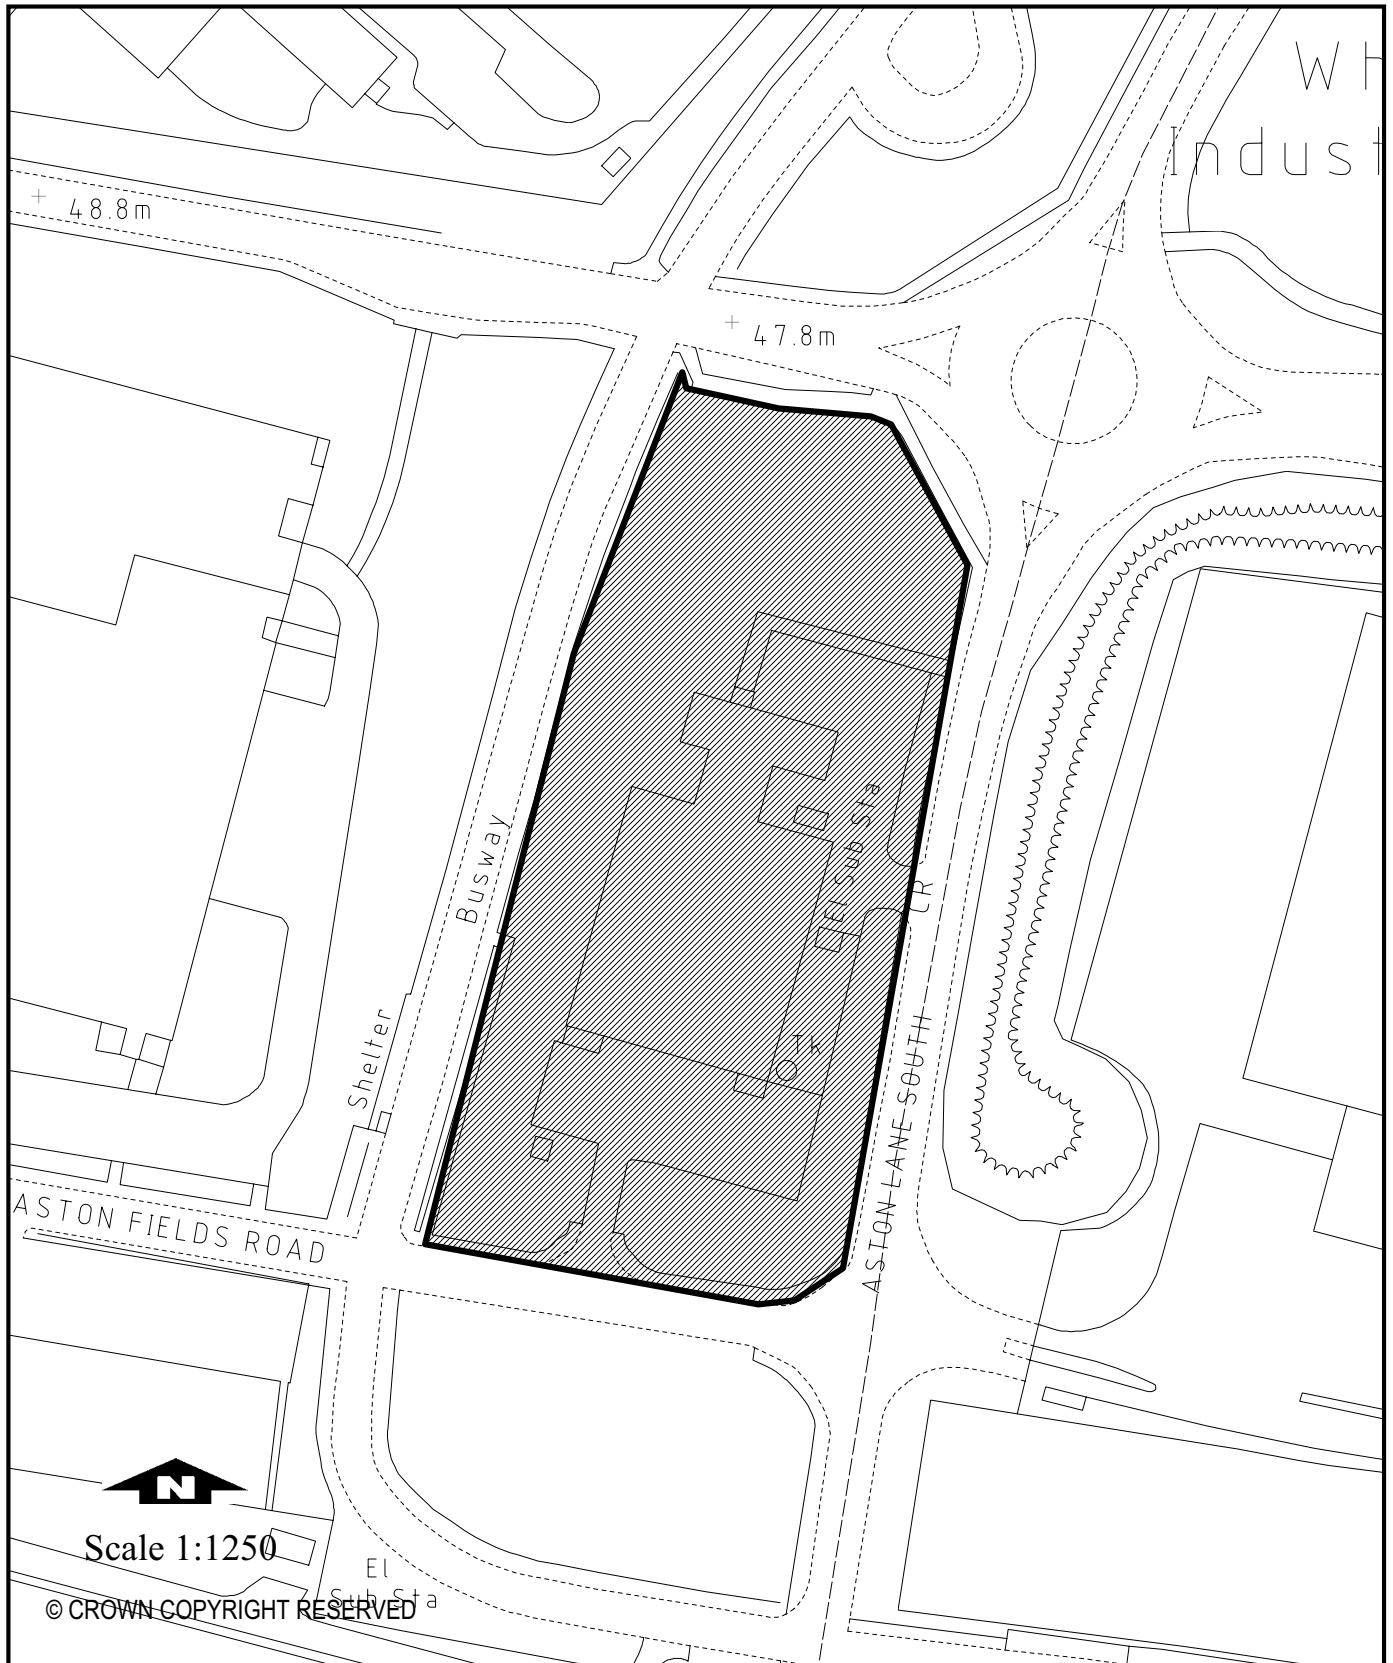 Wh
Indust
48.8m
47.8m
El Sub Sta
Busway
CR
Shelter
Tk
ASTON LANE SOUTH
ASTON FIELDS ROAD
N
Scale 1:1250
El
Sub Sta
© CROWN COPYRIGHT RESERVED